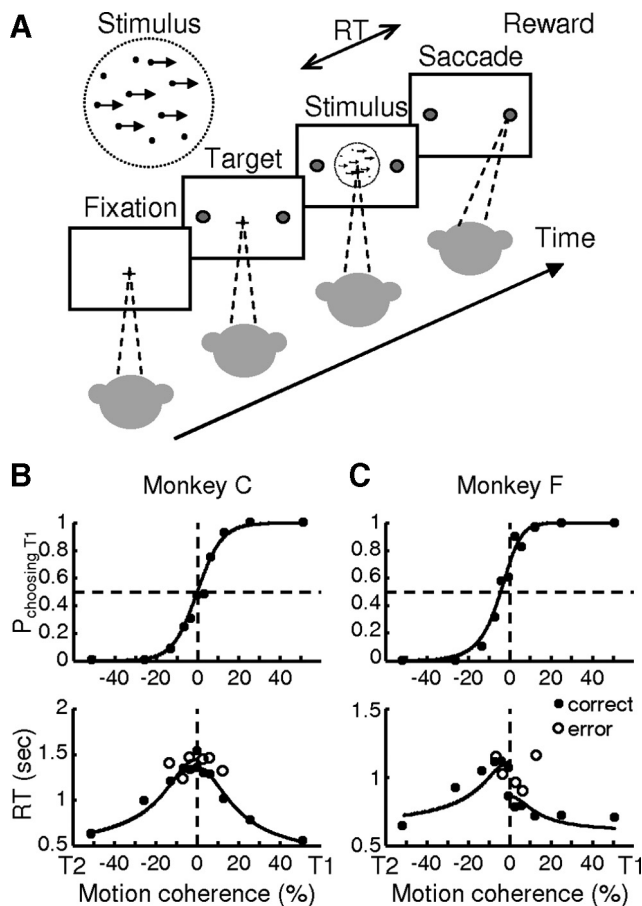 A
Stimulus
RT
Reward
Saccade
Stimulus
Target
Fixation
Time
B
Monkey C
C
Monkey F
P choosing T1
1
0.8
0.6
0.4
0.2
0
-40 -20 0 20 40
1
0.8
0.6
0.4
0.2
0
-40 -20 0 20 40
correct
error
RT (sec)
2
1.5
1
0.5
-40 -20 0 20 40
T2 T1
Motion coherence (%)
1.5
1
0.5
-40 -20 0 20 40
T2 T1
Motion coherence (%)